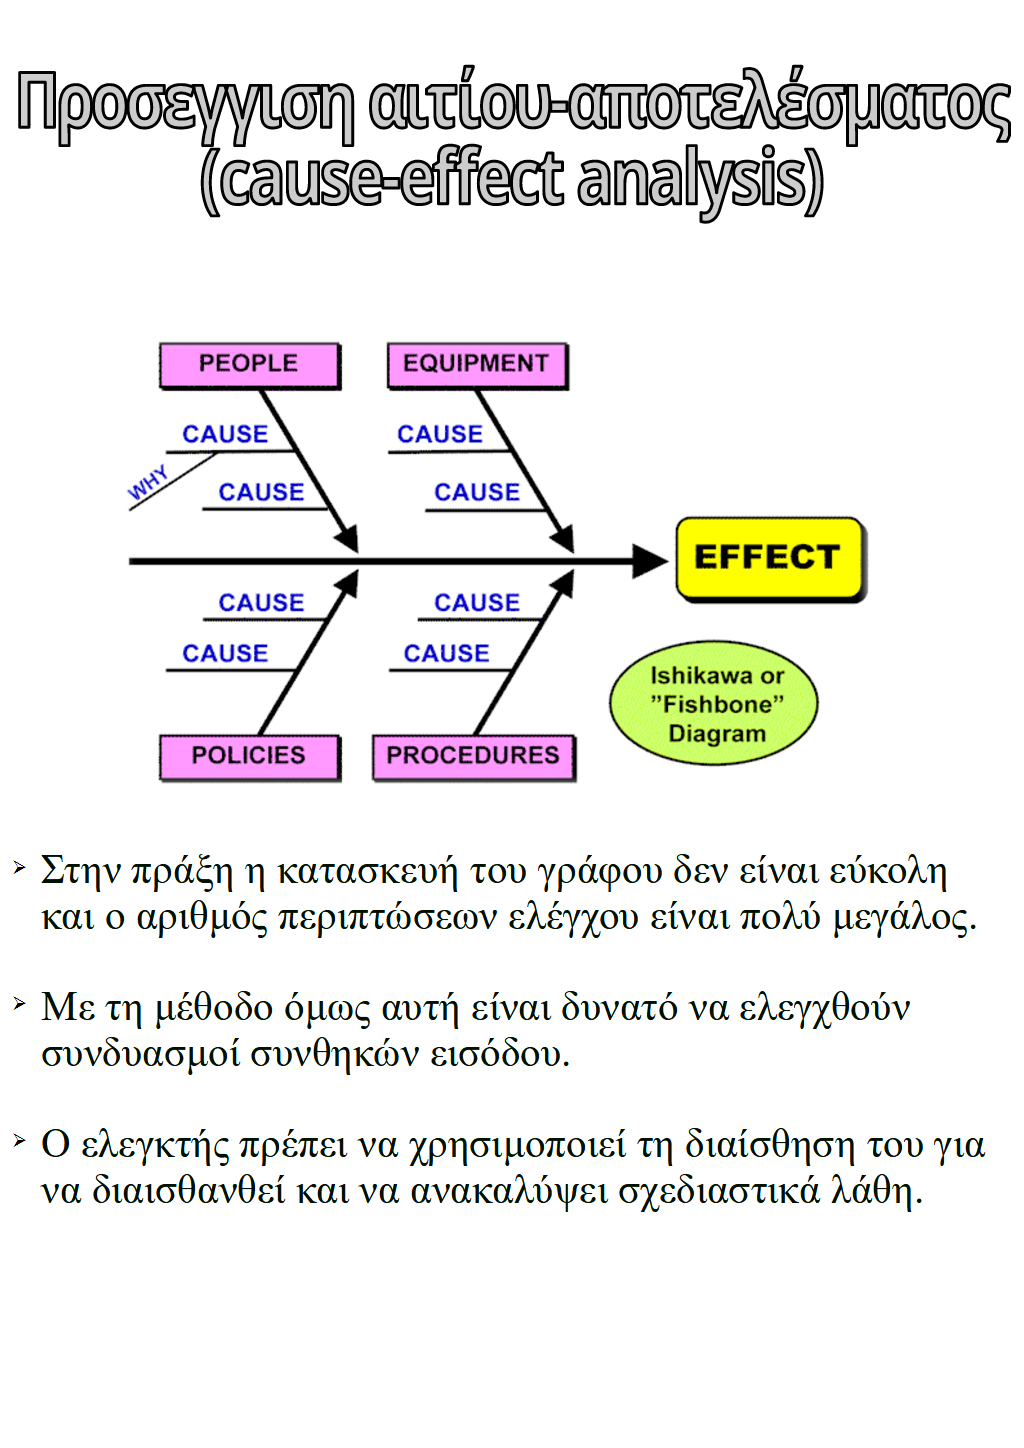 Προσεγγιση αιτίου-αποτελέσματος
(cause-effect analysis)
PEOPLE
EQUIPMENT
CAUSE
CAUSE
WHY
CAUSE
CAUSE
EFFECT
CAUSE
CAUSE
CAUSE
CAUSE
Ishikawa or
”Fishbone”
Diagram
POLICIES
PROCEDURES
➢ Στην πράξη η κατασκευή του γράφου δεν είναι εύκολη
και ο αριθμός περιπτώσεων ελέγχου είναι πολύ μεγάλος.
➢ Με τη μέθοδο όμως αυτή είναι δυνατό να ελεγχθούν
συνδυασμοί συνθηκών εισόδου.
➢ Ο ελεγκτής πρέπει να χρησιμοποιεί τη διαίσθηση του για
να διαισθανθεί και να ανακαλύψει σχεδιαστικά λάθη.